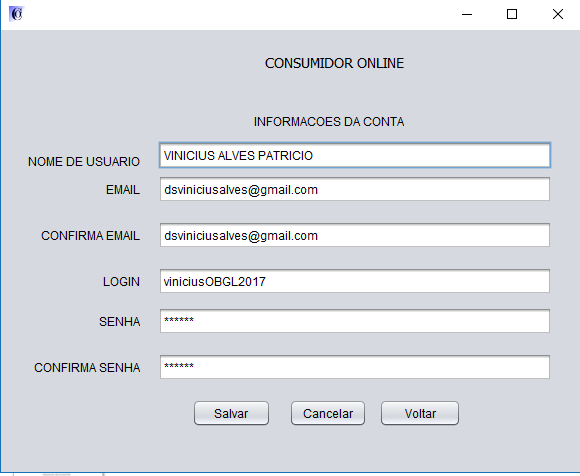 CONSUMIDOR ONLINE
INFORMACOES DA CONTA
NOME DE USUARIO VINICIUS ALVES PATRICIO
EMAIL dsviniciusalves@gmail.com
CONFIRMA EMAIL dsviniciusalves@gmail.com
LOGIN viniciusOBGL2017
SENHA ******
CONFIRMA SENHA ******
Salvar Cancelar Voltar